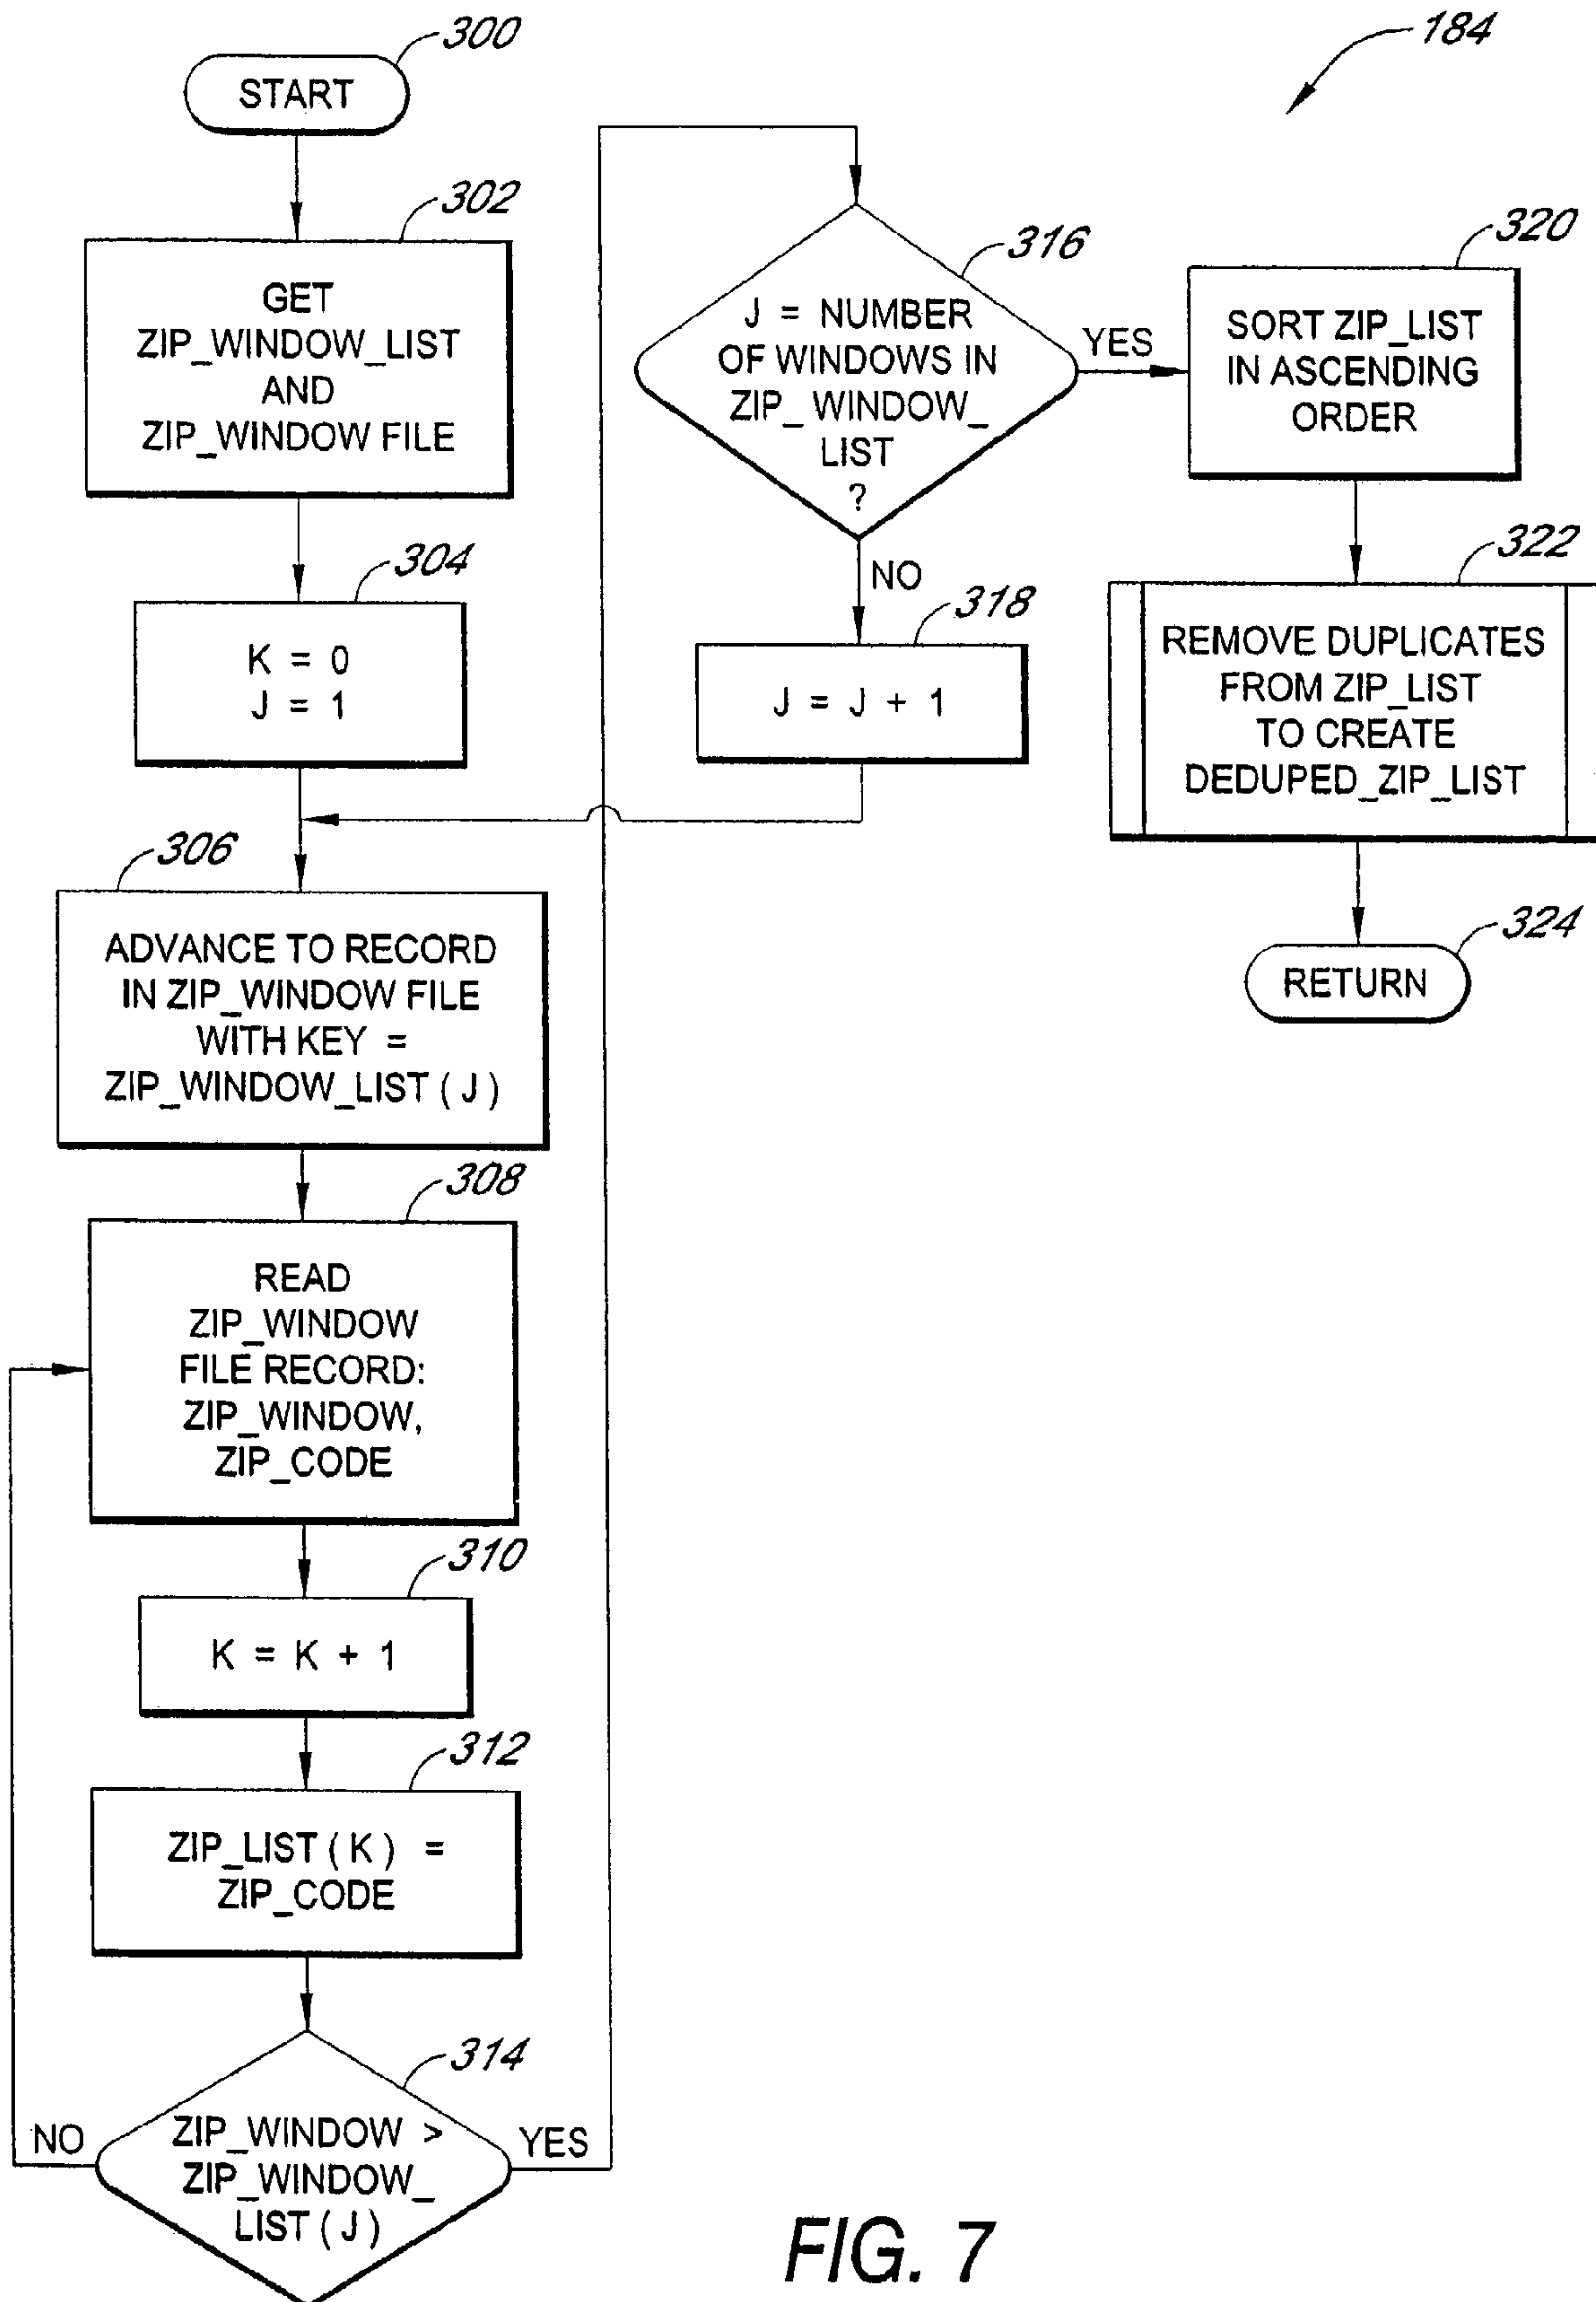 300
START
302
GET
ZIP_WINDOW_LIST
AND
ZIP_WINDOW FILE
304
K = 0
J = 1
306
ADVANCE TO RECORD
IN ZIP_WINDOW FILE
WITH KEY =
ZIP_WINDOW_LIST ( J )
308
READ
ZIP_WINDOW
FILE RECORD:
ZIP_WINDOW,
ZIP_CODE
310
K = K + 1
312
ZIP_LIST ( K ) =
ZIP_CODE
314
ZIP_WINDOW >
ZIP_WINDOW_
LIST ( J )
NO
YES
184
316
J = NUMBER
OF WINDOWS IN
ZIP_WINDOW_
LIST
?
YES
NO
318
J = J + 1
320
SORT ZIP_LIST
IN ASCENDING
ORDER
322
REMOVE DUPLICATES
FROM ZIP_LIST
TO CREATE
DEDUPED_ZIP_LIST
324
RETURN
FIG. 7